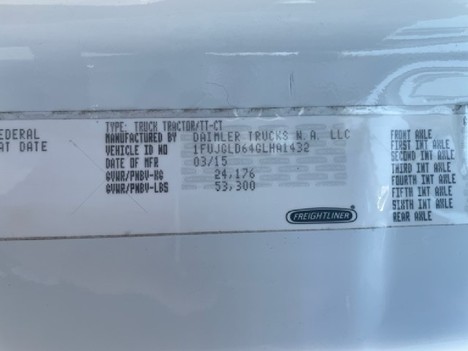 EDERAL
AT DATE
TYPE: TRUCK TRACTOR/TT-CT
MANUFACTURED BY DAIMLER TRUCKS N.A. LLC
VEHICLE ID NO 1FUJGLD64GLHA1432
DATE OF MFR 03/15
GVWR/PNBV-KG 24,176
GVWR/PNBV-LBS 53,300
FREIGHTLINER
FRONT AXLE
FIRST INT AXLE
SECOND INT AXLE
THIRD INT AXLE
FOURTH INT AXLE
FIFTH INT AXLE
SIXTH INT AXLE
REAR AXLE